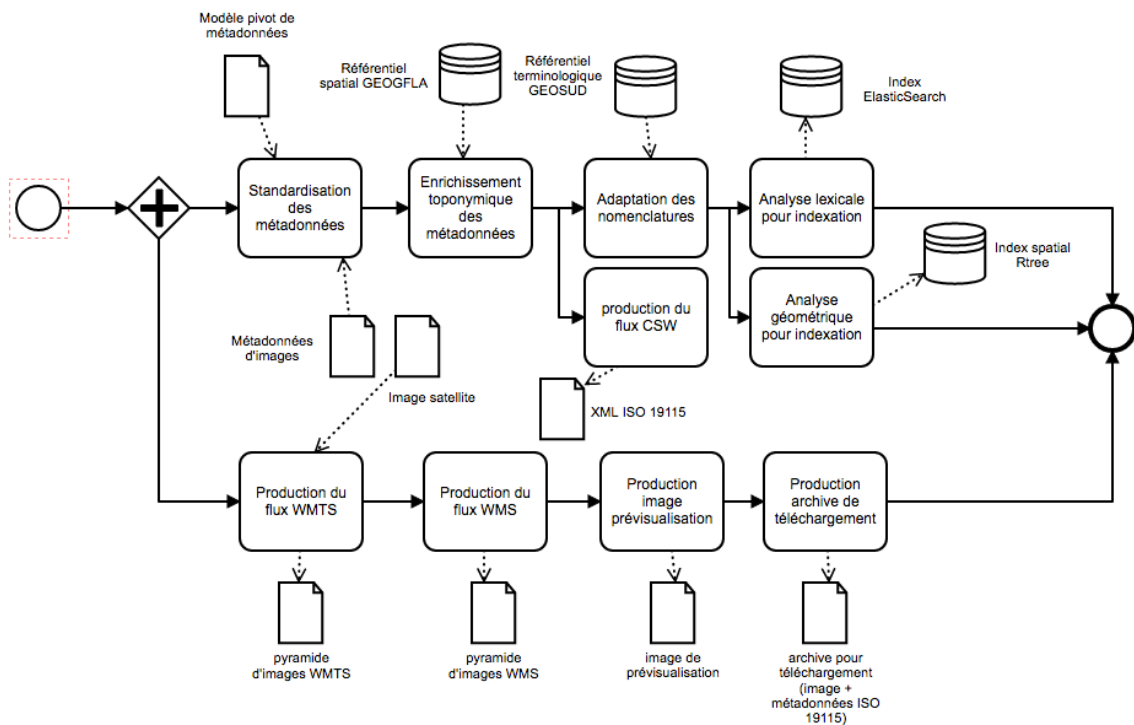 Modèle pivot de
métadonnées
Référentiel
spatial GEOGFLA
Référentiel
terminologique
GEOSUD
Index
ElasticSearch
Standardisation
des
métadonnées
Enrichissement
toponymique
des
métadonnées
Adaptation des
nomenclatures
Analyse lexicale
pour indexation
Index spatial
Rtree
production du
flux CSW
Analyse
géométrique
pour indexation
Métadonnées
d'images
Image satellite
XML ISO 19115
Production du
flux WMTS
Production du
flux WMS
Production
image
prévisualisation
Production
archive de
téléchargement
pyramide
d'images WMTS
pyramide
d'images WMS
image de
prévisualisation
archive pour
téléchargement
(image +
métadonnées ISO
19115)